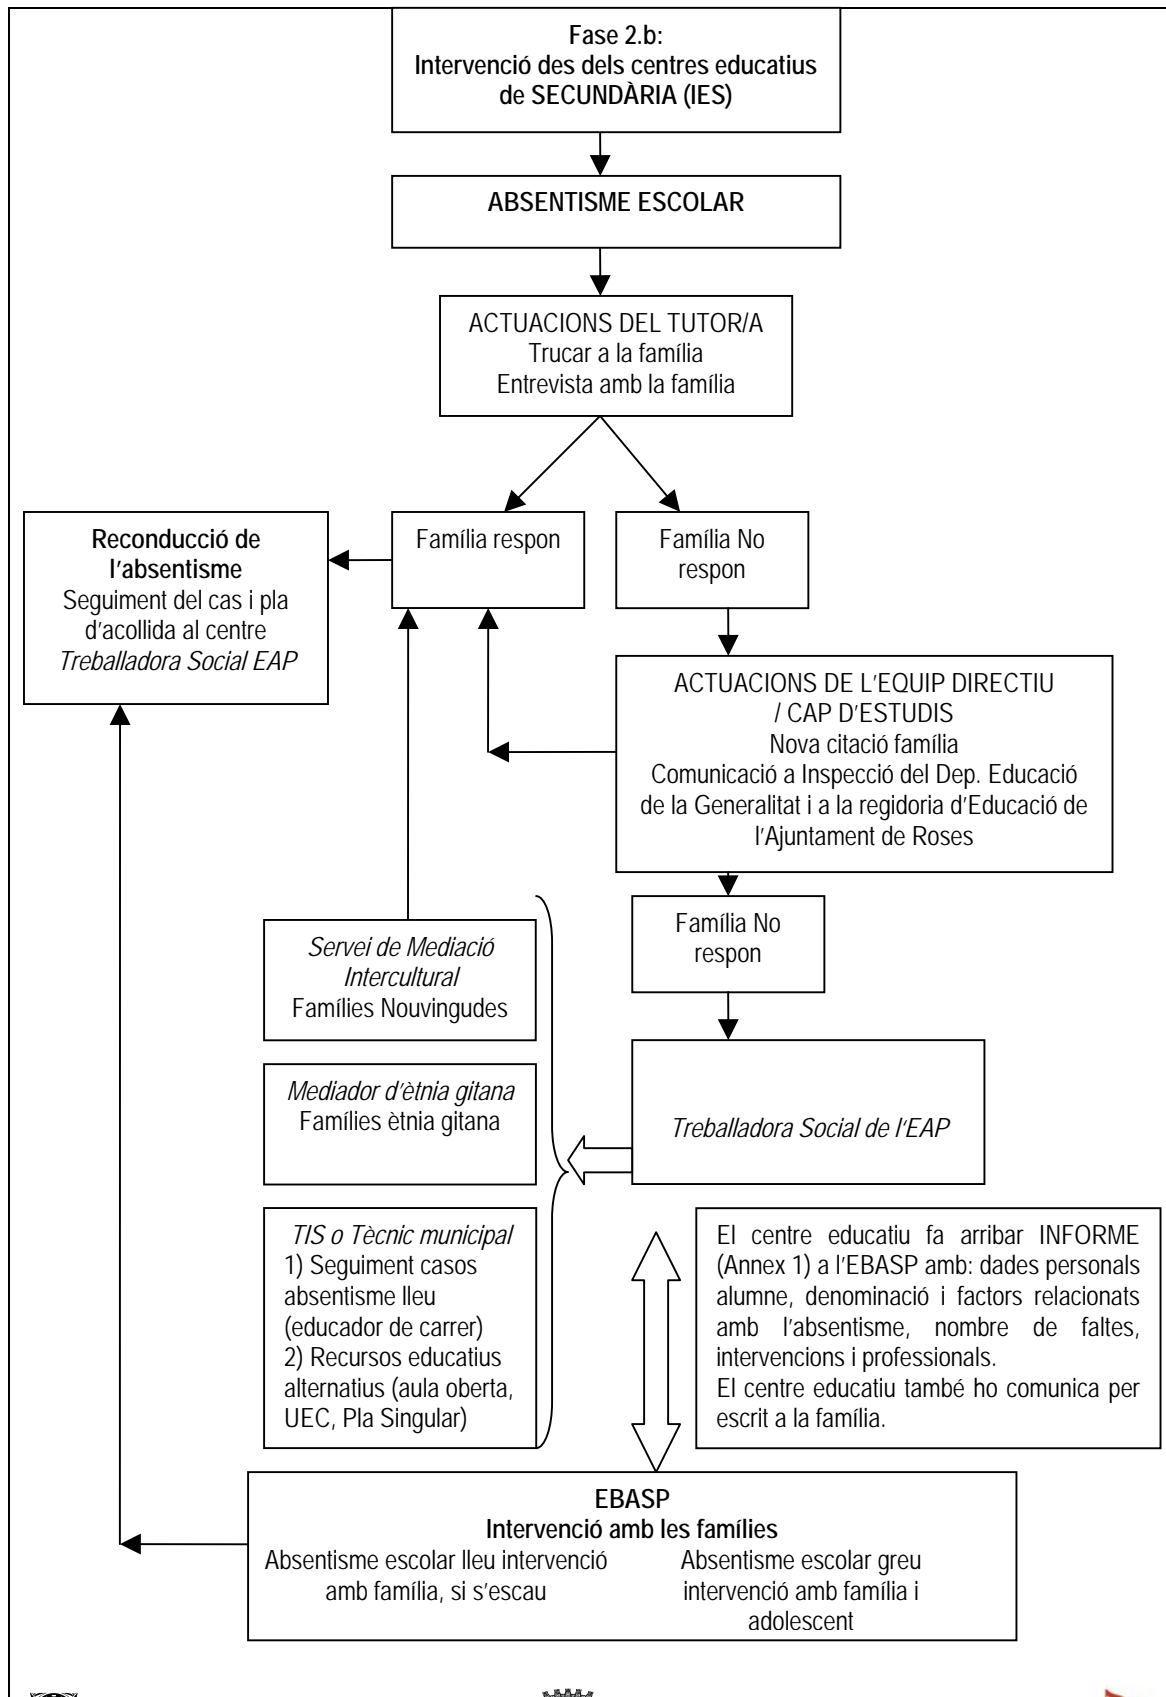 Fase 2.b:
Intervenció des dels centres educatius
de SECUNDÀRIA (IES)
ABSENTISME ESCOLAR
ACTUACIONS DEL TUTOR/A
Trucar a la família
Entrevista amb la família
Reconducció de
l'absentisme
Seguiment del cas i pla
d'acollida al centre
Treballadora Social EAP
Família respon
Família No
respon
ACTUACIONS DE L'EQUIP DIRECTIU
/ CAP D'ESTUDIS
Nova citació família
Comunicació a Inspecció del Dep. Educació
de la Generalitat i a la regidoria d'Educació de
l'Ajuntament de Roses
Família No
respon
Servei de Mediació
Intercultural
Famílies Nouvingudes
Mediador d'ètnia gitana
Famílies ètnia gitana
Treballadora Social de l'EAP
TIS o Tècnic municipal
1) Seguiment casos
absentisme lleu
(educador de carrer)
2) Recursos educatius
alternatius (aula oberta,
UEC, Pla Singular)
El centre educatiu fa arribar INFORME
(Annex 1) a l'EBASP amb: dades personals
alumne, denominació i factors relacionats
amb l'absentisme, nombre de faltes,
intervencions i professionals.
El centre educatiu també ho comunica per
escrit a la família.
EBASP
Intervenció amb les famílies
Absentisme escolar lleu intervenció
amb família, si s'escau
Absentisme escolar greu
intervenció amb família i
adolescent